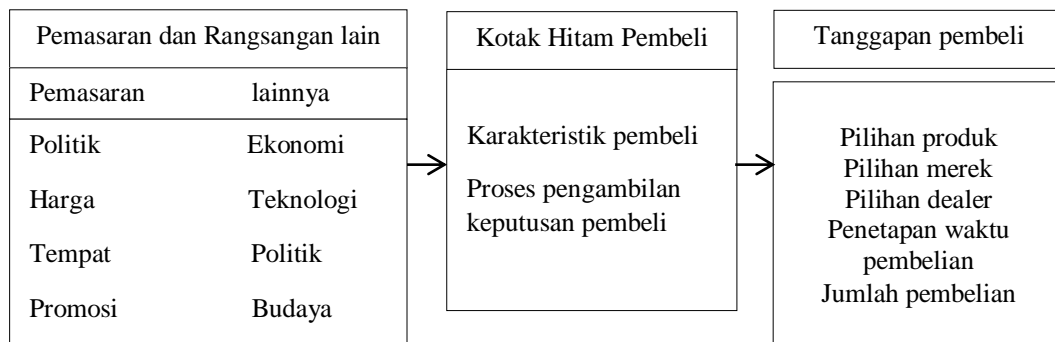 Pemasaran dan Rangsangan lain
Pemasaran lainnya
Politik Ekonomi
Harga Teknologi
Tempat Politik
Promosi Budaya
Kotak Hitam Pembeli
Karakteristik pembeli
Proses pengambilan
keputusan pembeli
Tanggapan pembeli
Pilihan produk
Pilihan merek
Pilihan dealer
Penetapan waktu
pembelian
Jumlah pembelian